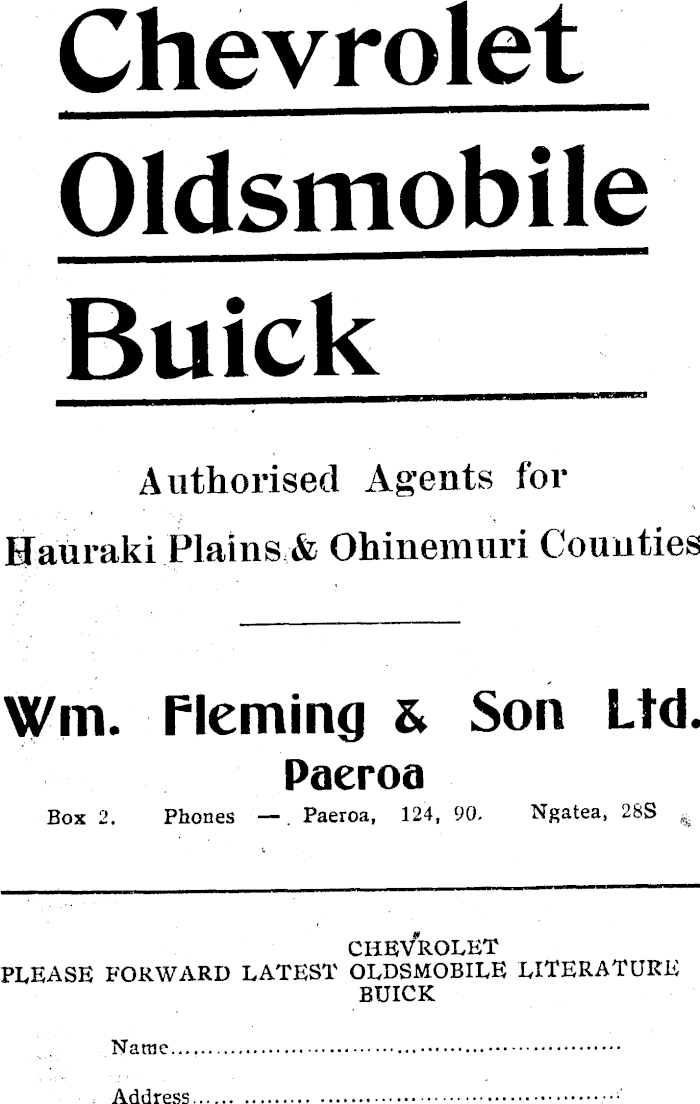 Chevrolet
Oldsmobile
Buick
Authorised Agents for
Hauraki Plains & Ohinemuri Counties
Wm. Fleming & Son Ltd.
Paeroa
Box 2. Phones — Paeroa, 124, 90. Ngatea, 28S
CHEVROLET
PLEASE FORWARD LATEST OLDSMOBILE LITERATURE
BUICK
Name..........................................................
Address...... ......... ..........................................